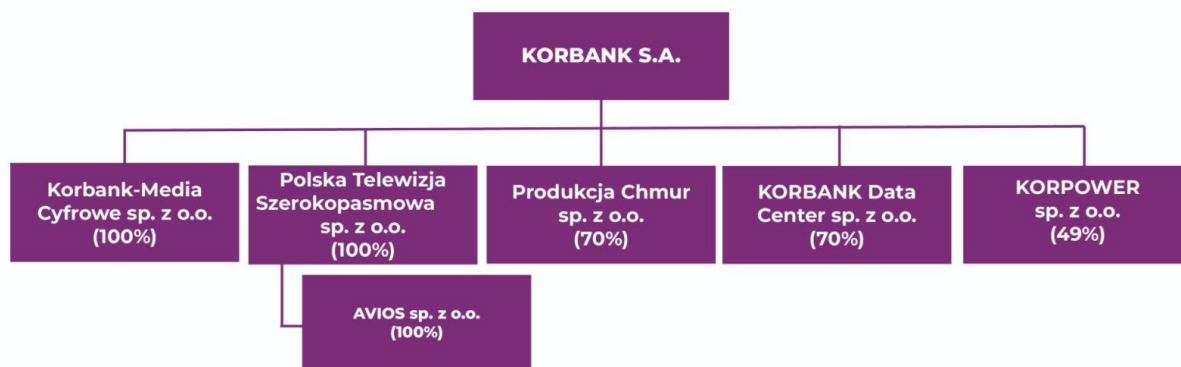 KORBANK S.A.
Korbank-Media
Cyfrowe sp. z o.o.
(100%)
Polska Telewizja
Szerokopasmowa
sp. z o.o.
(100%)
Produkcja Chmur
sp. z o.o.
(70%)
KORBANK Data
Center sp. z o.o.
(70%)
KORPOWER
sp. z o.o.
(49%)
AVIOS sp. z o.o.
(100%)